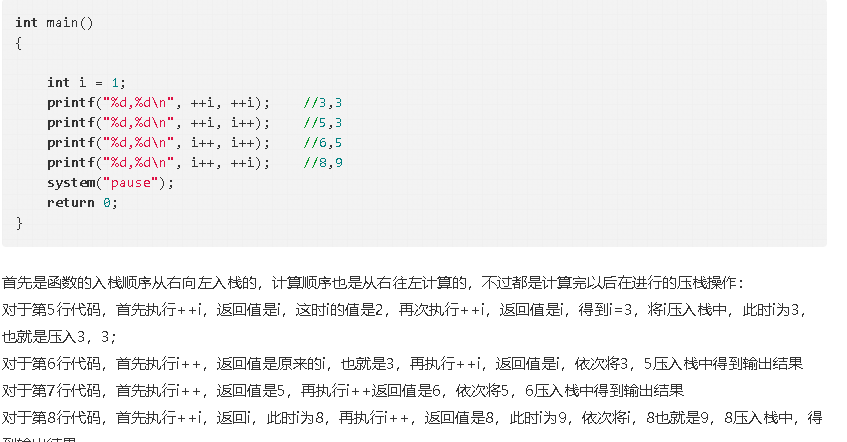 int main()
{
int i = 1;
printf("%d,%d\n", ++i, ++i);    //3,3
printf("%d,%d\n", ++i, i++);    //5,3
printf("%d,%d\n", i++, i++);    //6,5
printf("%d,%d\n", i++, ++i);    //8,9
system("pause");
return 0;
}
首先是函数的入栈顺序从右向左入栈的，计算顺序也是从右往左计算的，不过都是计算完以后在进行的压栈操作：
对于第5行代码，首先执行++i，返回值是i，这时i的值是2，再次执行++i，返回值是i，得到i=3，将i压入栈中，此时i为3，
也就是压入3，3；
对于第6行代码，首先执行i++，返回值是原来的i，也就是3，再执行++i，返回值是i，依次将3，5压入栈中得到输出结果
对于第7行代码，首先执行i++，返回值是5，再执行i++返回值是6，依次将5，6压入栈中得到输出结果
对于第8行代码，首先执行++i，返回i，此时i为8，再执行i++，返回值是8，此时i为9，依次将i，8也就是9，8压入栈中，得
到输出结果